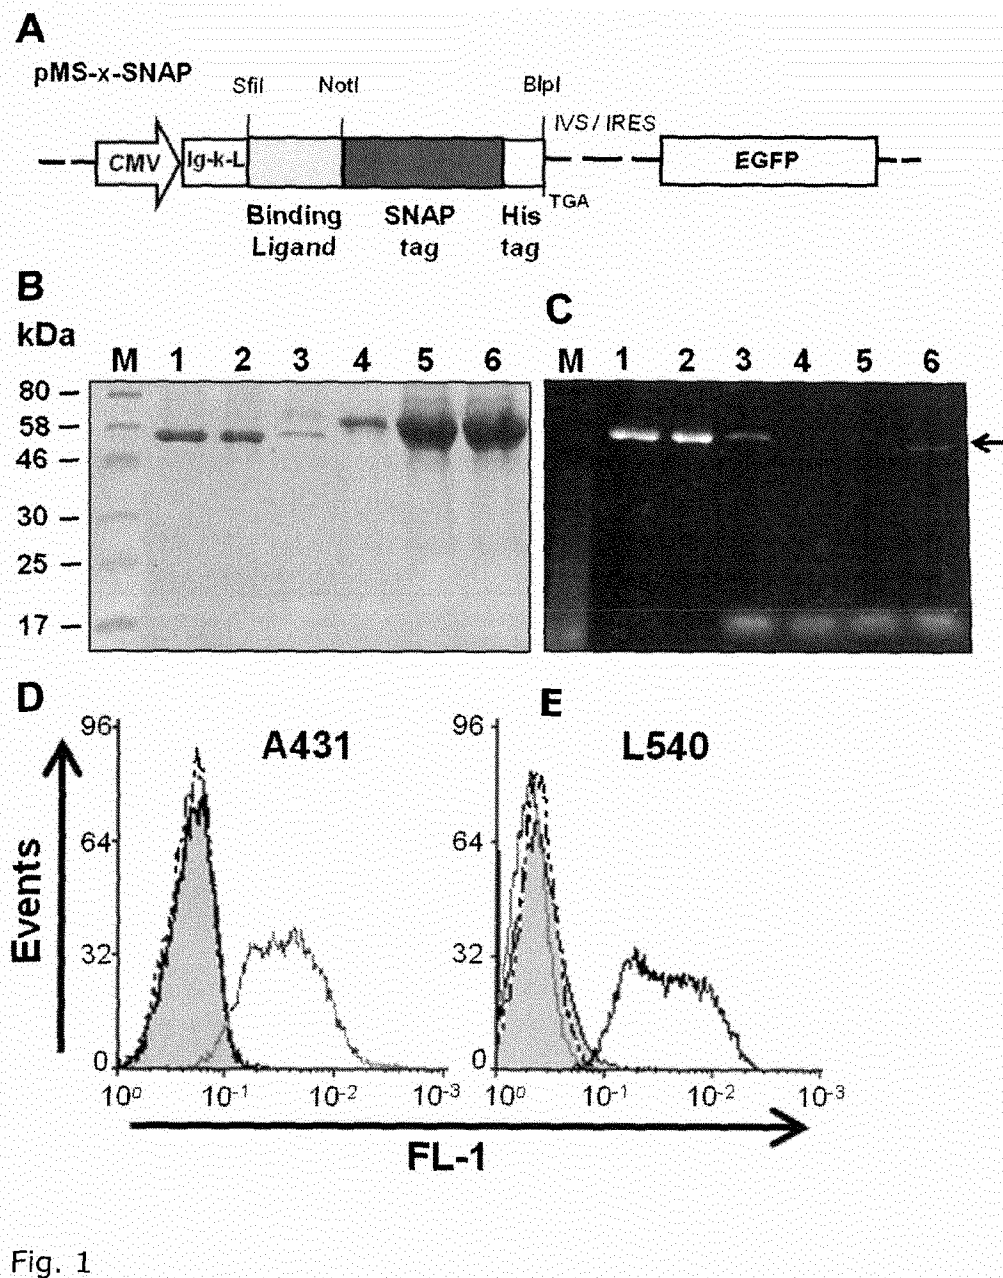 A
pMS-x-SNAP
SfiI NotI BlpI
IVS / IRES
CMV Ig-k-L EGFP
TGA
Binding SNAP His
Ligand tag tag
B
C
kDa
M 1 2 3 4 5 6
M 1 2 3 4 5 6
80
58
46
30
25
17
D
E
96
A431
96
L540
64
64
32
32
0
0
Events
10⁰ 10⁻¹ 10⁻² 10⁻³
10⁰ 10⁻¹ 10⁻² 10⁻³
FL-1
Fig. 1